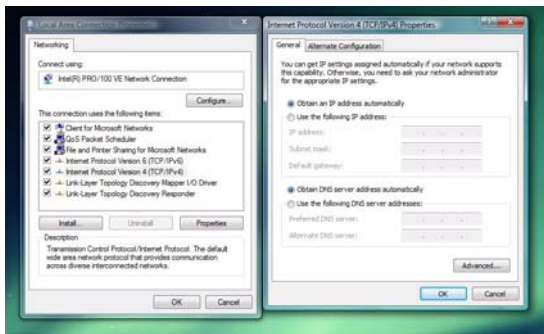 Local Area Connection Properties
Networking
Connect using:
Intel(R) PRO/100 VE Network Connection
Configure...
This connection uses the following items:
Client for Microsoft Networks
QoS Packet Scheduler
File and Printer Sharing for Microsoft Networks
Internet Protocol Version 6 (TCP/IPv6)
Internet Protocol Version 4 (TCP/IPv4)
Link-Layer Topology Discovery Mapper I/O Driver
Link-Layer Topology Discovery Responder
Install...
Uninstall
Properties
Description
Transmission Control Protocol/Internet Protocol. The default
wide area network protocol that provides communication
across diverse interconnected networks.
OK
Cancel
Internet Protocol Version 4 (TCP/IPv4) Properties
General
Alternate Configuration
You can get IP settings assigned automatically if your network supports
this capability. Otherwise, you need to ask your network administrator
for the appropriate IP settings.
Obtain an IP address automatically
Use the following IP address:
IP address:
Subnet mask:
Default gateway:
Obtain DNS server address automatically
Use the following DNS server addresses:
Preferred DNS server:
Alternate DNS server:
Advanced...
OK
Cancel